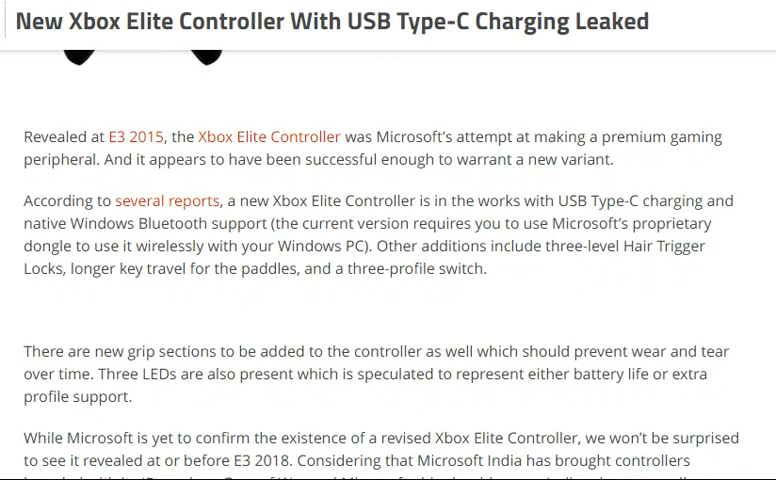 New Xbox Elite Controller With USB Type-C Charging Leaked
Revealed at E3 2015, the Xbox Elite Controller was Microsoft's attempt at making a premium gaming
peripheral. And it appears to have been successful enough to warrant a new variant.
According to several reports, a new Xbox Elite Controller is in the works with USB Type-C charging and
native Windows Bluetooth support (the current version requires you to use Microsoft's proprietary
dongle to use it wirelessly with your Windows PC). Other additions include three-level Hair Trigger
Locks, longer key travel for the paddles, and a three-profile switch.
There are new grip sections to be added to the controller as well which should prevent wear and tear
over time. Three LEDs are also present which is speculated to represent either battery life or extra
profile support.
While Microsoft is yet to confirm the existence of a revised Xbox Elite Controller, we won't be surprised
to see it revealed at or before E3 2018. Considering that Microsoft India has brought controllers